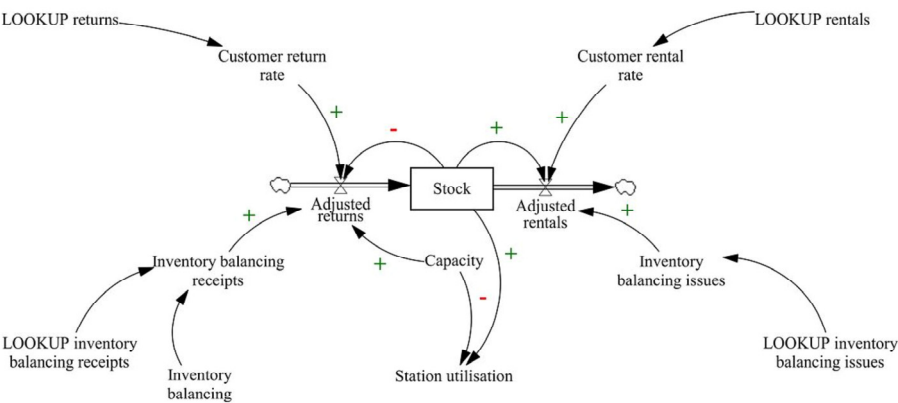 LOOKUP returns
LOOKUP rentals
Customer return
rate
Customer rental
rate
+
-
+
+
Stock
Adjusted
returns
Adjusted
rentals
+
+
Inventory balancing
receipts
+
Capacity
+
Inventory
balancing issues
-
LOOKUP inventory
balancing receipts
LOOKUP inventory
balancing issues
Inventory
balancing
Station utilisation